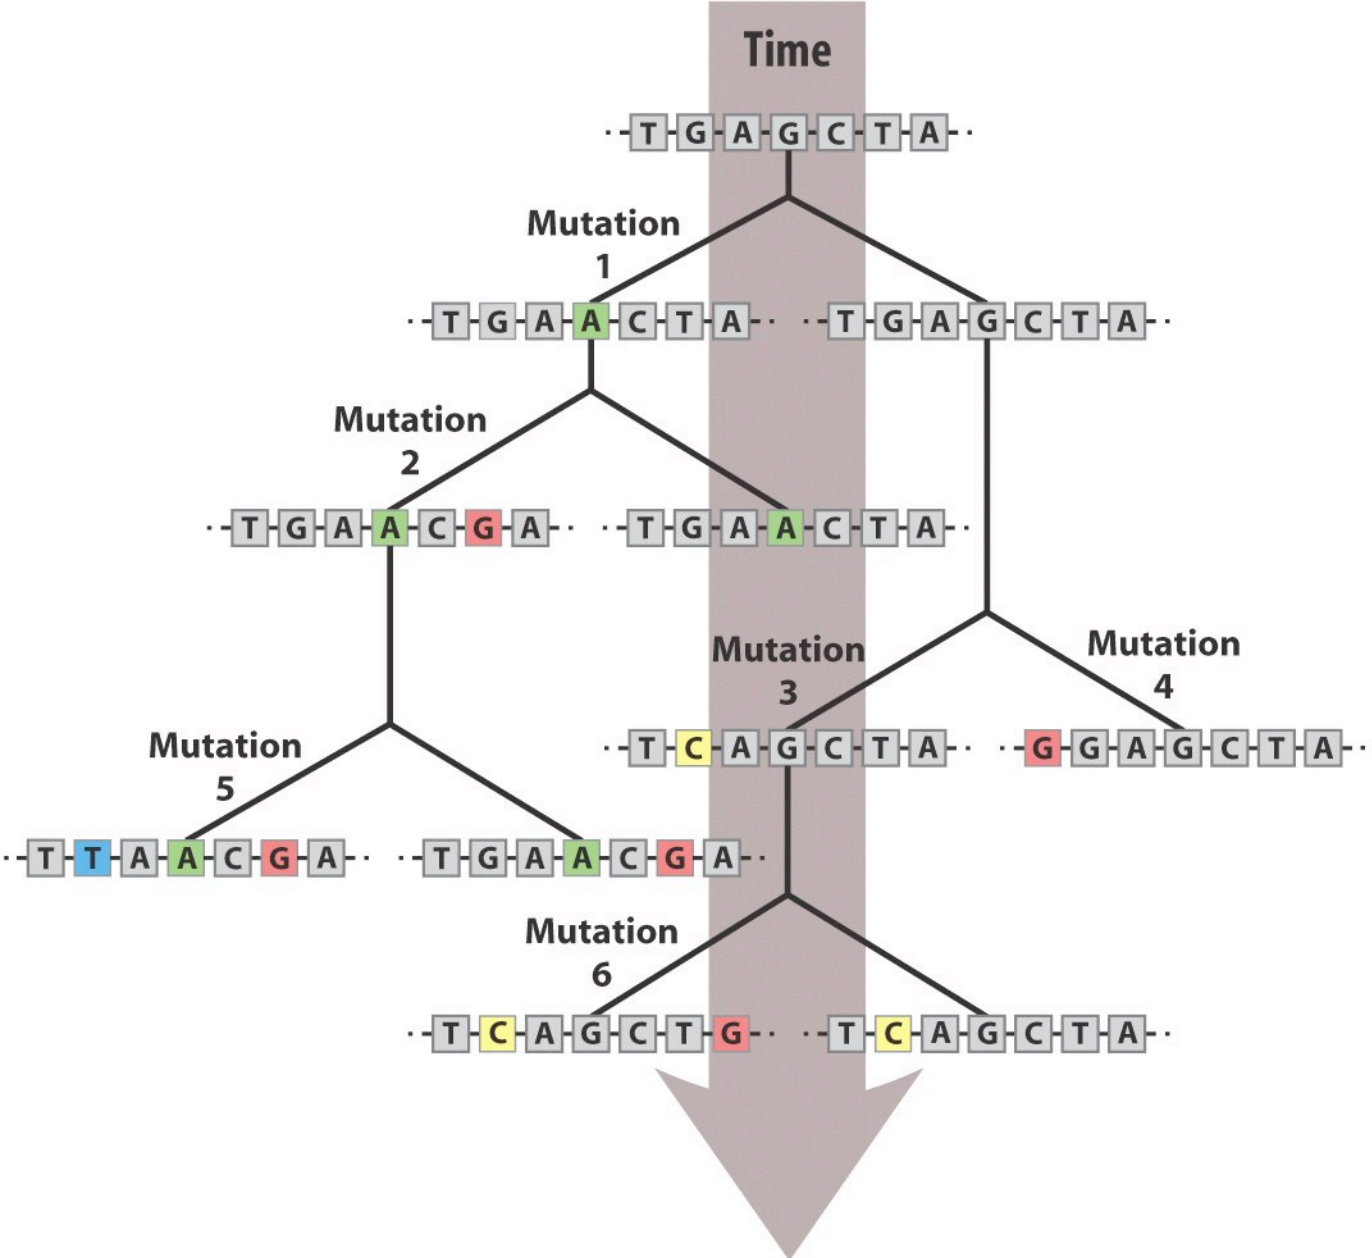 Time
T G A G C T A
Mutation
1
T G A A C T A
T G A G C T A
Mutation
2
T G A A C G A
T G A A C T A
Mutation
3
Mutation
4
T C A G C T A
G G A G C T A
Mutation
5
T T A A C G A
T G A A C G A
Mutation
6
T C A G C T G
T C A G C T A